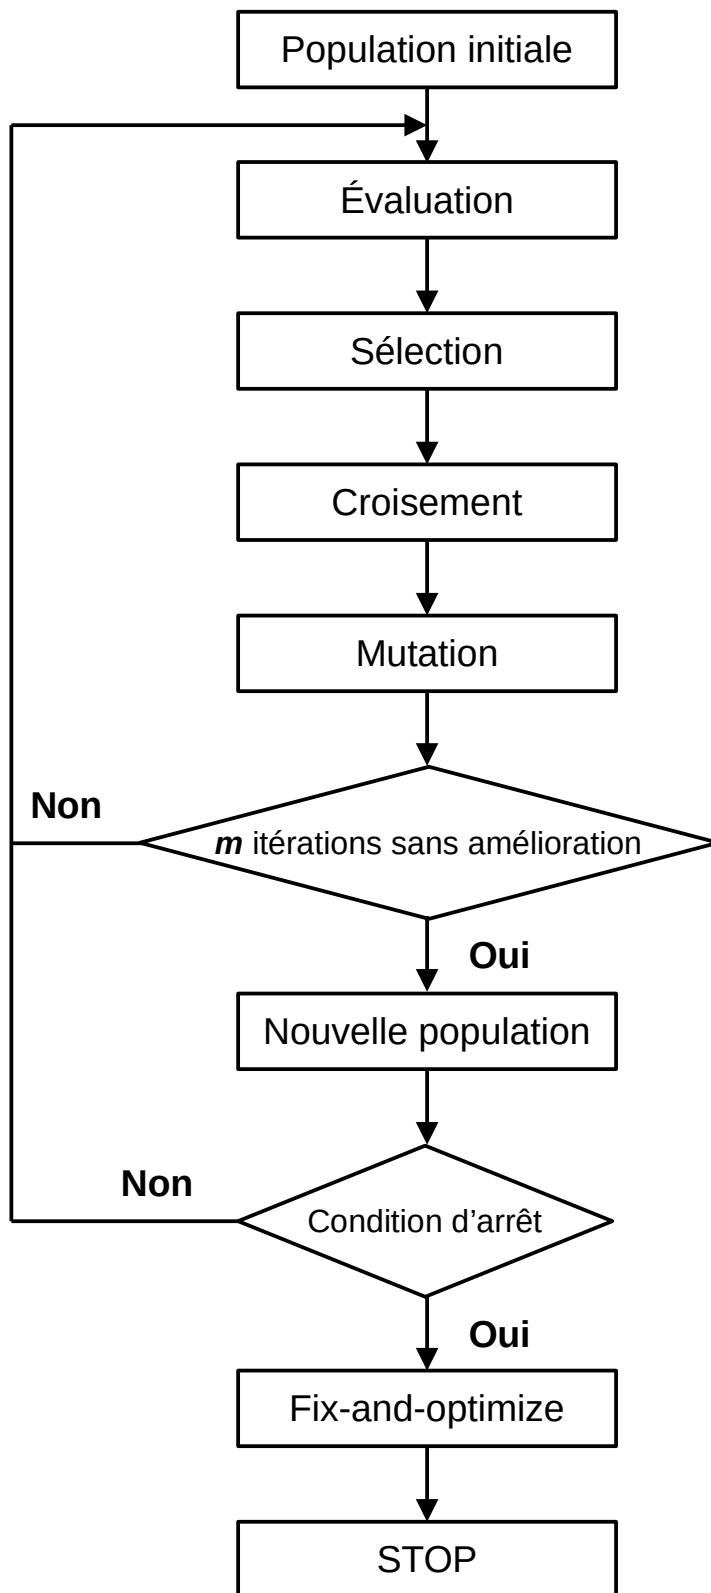 Population initiale
Évaluation
Sélection
Croisement
Mutation
Non
m itérations sans amélioration
Oui
Nouvelle population
Non
Condition d’arrêt
Oui
Fix-and-optimize
STOP